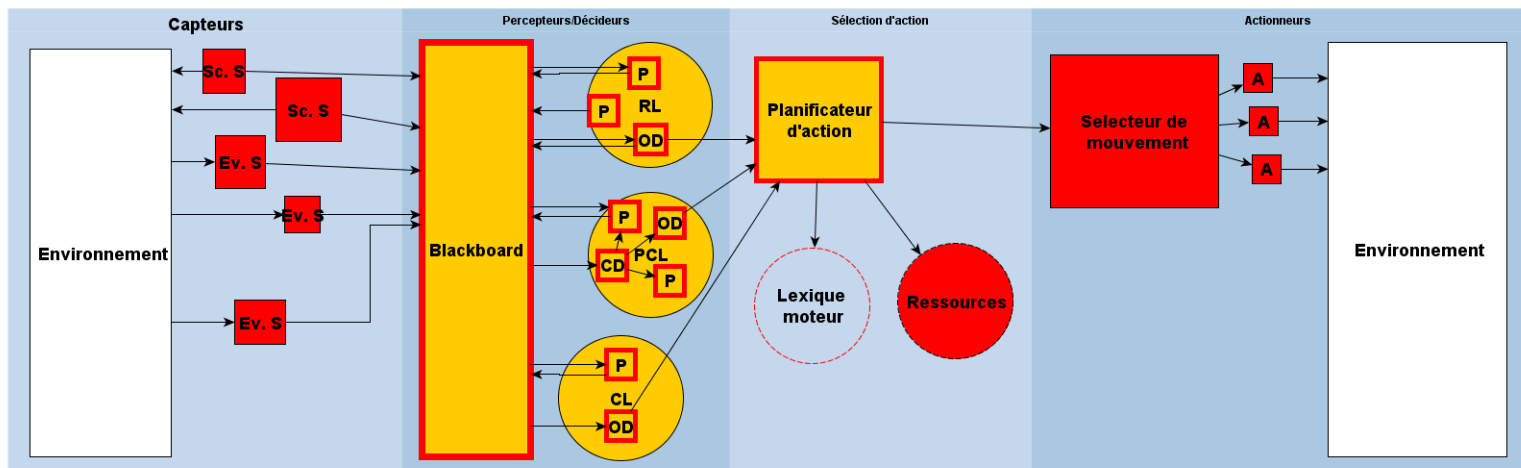 Capteurs
Percepteurs/Décideurs
Sélection d'action
Actionneurs
Environnement
Sc. S
Sc. S
Ev. S
Ev. S
Ev. S
Blackboard
P
P
RL
OD
P
OD
PCL
CD
P
P
CL
OD
Planificateur
d'action
Lexique
moteur
Ressources
Selecteur de
mouvement
A
A
A
Environnement